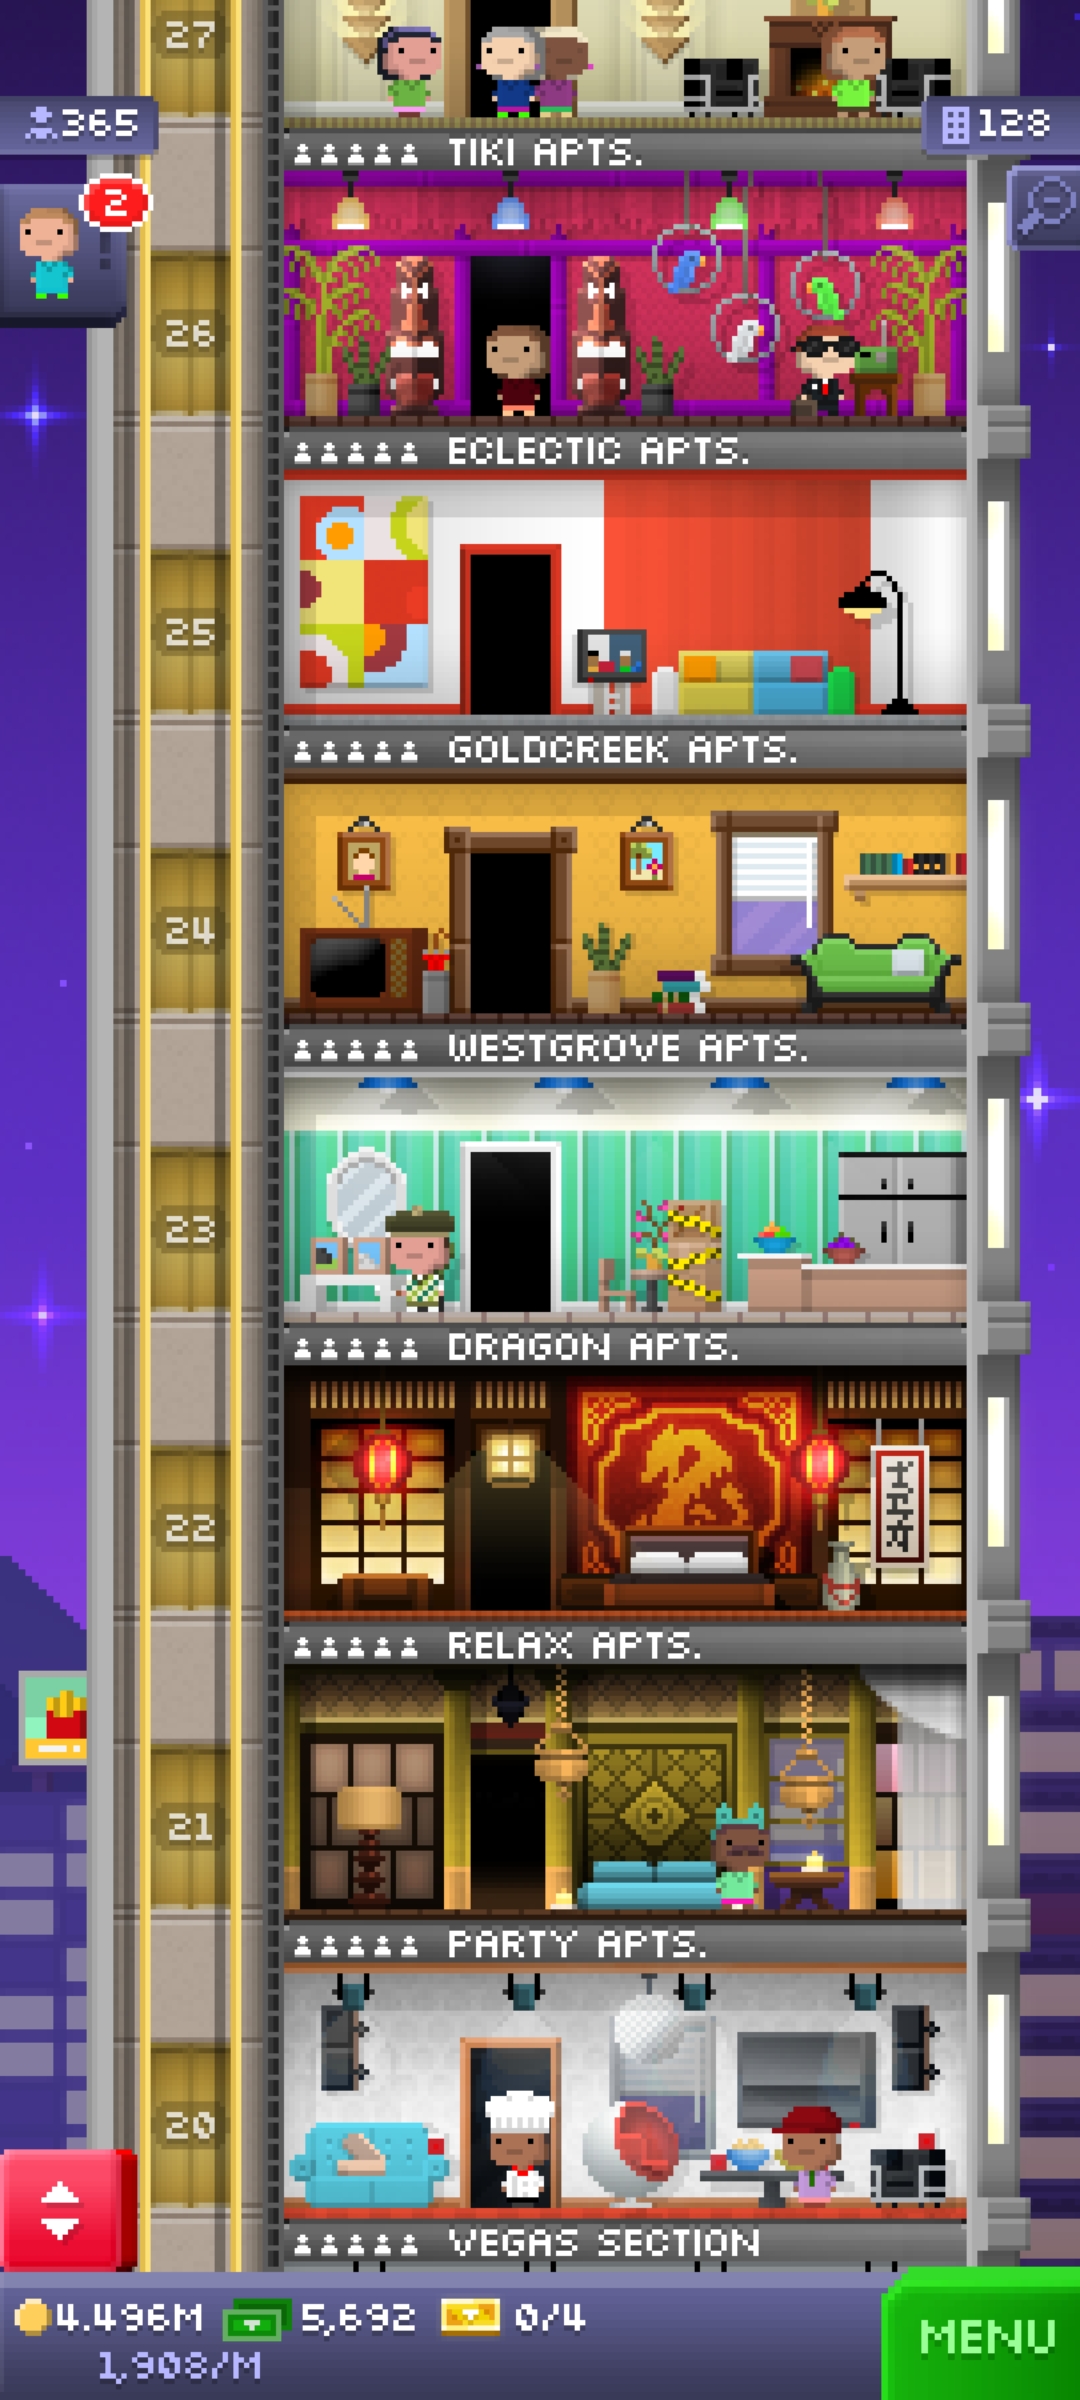 27
365
128
TIKI APTS.
2
26
ECLECTIC APTS.
25
GOLDCREEK APTS.
24
WESTGROVE APTS.
23
DRAGON APTS.
22
RELAX APTS.
21
PARTY APTS.
20
VEGAS SECTION
4.496M 5,692 0/4
1,908/M
MENU